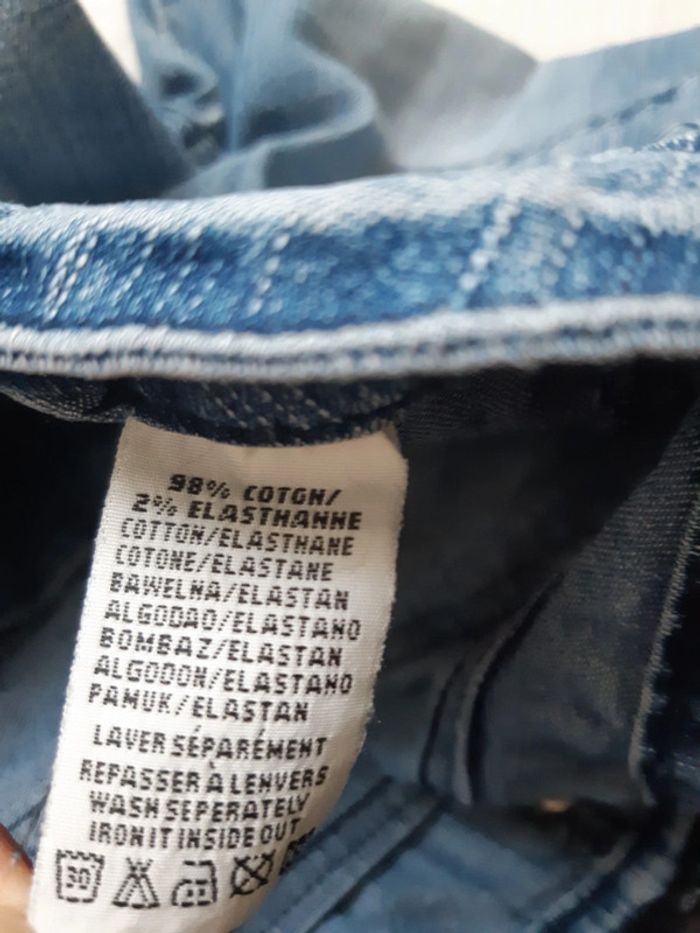 98% COTON/
2% ELASTHANNE
COTTON/ELASTHANE
COTONE/ELASTANE
BAWELNA/ELASTAN
ALGODAO/ELASTANO
BOMBAZ/ELASTAN
ALGODON/ELASTANO
PAMUK/ELASTAN
LAVER SÉPARÉMENT
REPASSER À LENVERS
WASH SEPERATELY
IRON IT INSIDE OUT
30